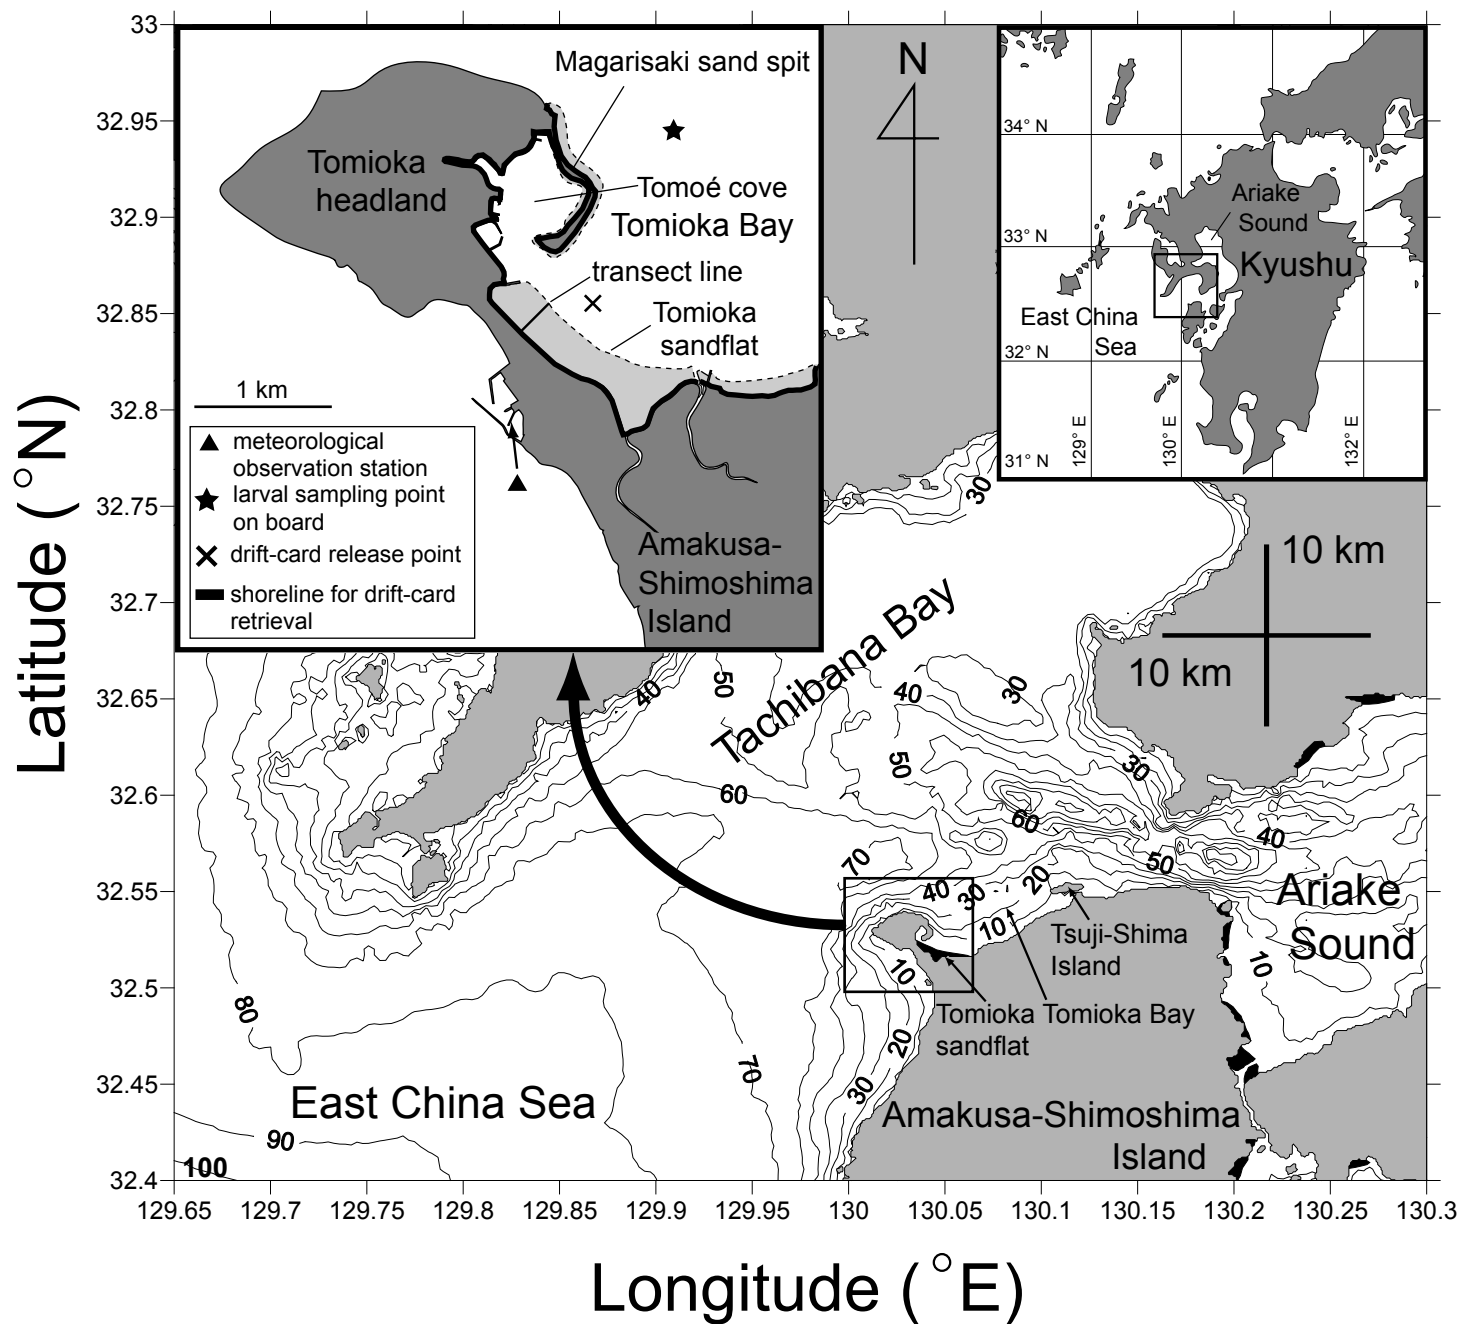 33
32.95
32.9
32.85
32.8
32.75
32.7
32.65
32.6
32.55
32.5
32.45
32.4
Latitude (°N)
129.65
129.7
129.75
129.8
129.85
129.9
129.95
130
130.05
130.1
130.15
130.2
130.25
130.3
Longitude (°E)
Magarisaki sand spit
Tomioka
headland
Tomoé cove
Tomioka Bay
transect line
Tomioka
sandflat
1 km
meteorological
observation station
larval sampling point
on board
drift-card release point
shoreline for drift-card
retrieval
Amakusa-
Shimoshima
Island
N
34° N
33° N
32° N
31° N
129° E
130° E
132° E
Ariake
Sound
Kyushu
East China
Sea
30
10 km
10 km
Tachibana Bay
40
50
40
30
50
60
30
60
40
50
70
40
30
20
10
10
Ariake
Sound
Tsuji-Shima
Island
10
Tomioka
sandflat
Tomioka Bay
20
30
70
80
90
100
East China Sea
Amakusa-Shimoshima
Island